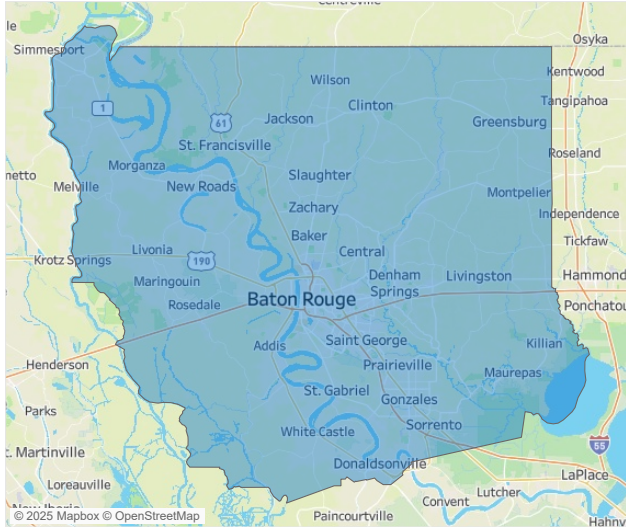 Centreville
Osyka
Simmesport
Kentwood
Wilson
Tangipahoa
1
Clinton
Jackson
61
Greensburg
St. Francisville
Roseland
Morganza
Slaughter
Melville
New Roads
Montpelier
Zachary
Independence
Baker
Tickfaw
Livonia
Central
Krotz Springs
190
Denham
Springs
Livingston
Hammond
Maringouin
Rosedale
Baton Rouge
Ponchatou
Addis
Saint George
Killian
Henderson
Prairieville
Maurepas
St. Gabriel
Gonzales
Parks
Sorrento
White Castle
55
t. Martinville
Donaldsonville
LaPlace
Loreauville
Lutcher
Convent
© 2025 Mapbox © OpenStreetMap
Paincourtville
Hahnv